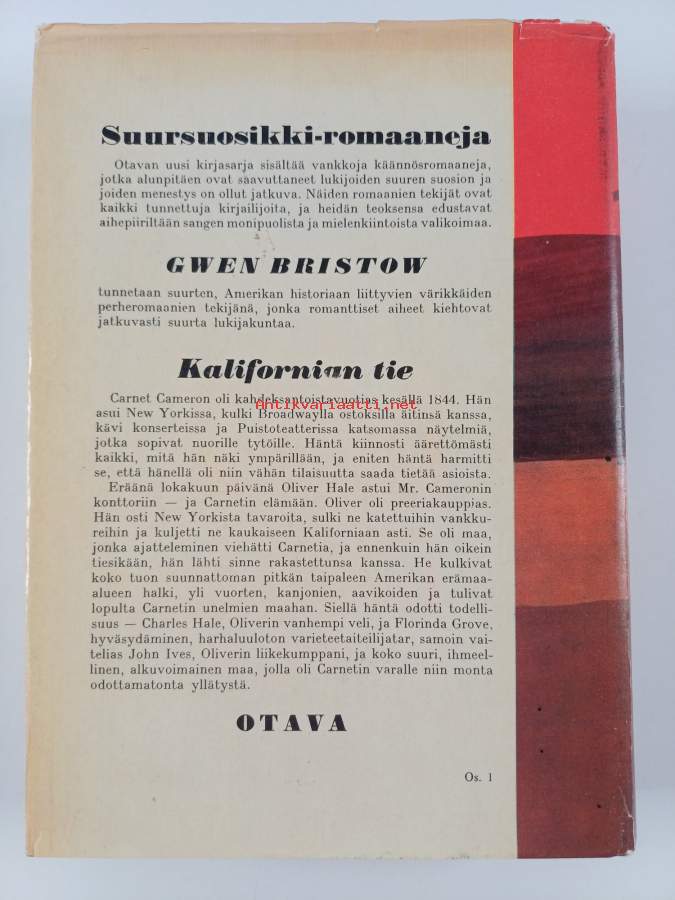 Suursuosikki-romaaneja
Otavan uusi kirjasarja sisältää vankkoja käännösromaaneja,
jotka alunpitäen ovat saavuttaneet lukijoiden suuren suosion ja
joiden menestys on ollut jatkuva. Näiden romaanien tekijät ovat
kaikki tunnettuja kirjailijoita, ja heidän teoksensa edustavat
aihepiiriltään sangen monipuolista ja mielenkiintoista valikoimaa.
GWEN BRISTOW
tunnetaan suurten, Amerikan historiaan liittyvien värikkäiden
perheromaanien tekijänä, jonka romanttiset aiheet kiehtovat
jatkuvasti suurta lukijakuntaa.
Kalifornian tie
Carnet Cameron oli kahdeksantoistavuotias kesällä 1844. Hän
Antikvariaatti.net
asui New Yorkissa, kulki Broadwaylla ostoksilla äitinsä kanssa,
kävi konserteissa ja Puistoteatterissa katsomassa näytelmiä,
jotka sopivat nuorille tytöille. Häntä kiinnosti äärettömästi
kaikki, mitä hän näki ympärillään, ja eniten häntä harmitti
se, että hänellä oli niin vähän tilaisuutta saada tietää asioista.
Eräänä lokakuun päivänä Oliver Hale astui Mr. Cameronin
konttoriin — ja Carnetin elämään. Oliver oli preeriakauppias.
Hän osti New Yorkista tavaroita, sulki ne katettuihin vankku-
reihin ja kuljetti ne kaukaiseen Kaliforniaan asti. Se oli maa,
jonka ajatteleminen viehätti Carnetia, ja ennenkuin hän oikein
tiesikään, hän lähti sinne rakastettunsa kanssa. He kulkivat
koko tuon suunnattoman pitkän taipaleen Amerikan erämaa-
alueen halki, yli vuorten, kanjonien, aavikoiden ja tulivat
lopulta Carnetin unelmien maahan. Siellä häntä odotti todelli-
suus — Charles Hale, Oliverin vanhempi veli, ja Florinda Grove,
hyväsydäminen, harhaluuloton varieteetaiteilijatar, samoin vai-
telias John Ives, Oliverin liikekumppani, ja koko suuri, ihmeel-
linen, alkuvoimainen maa, jolla oli Carnetin varalle niin monta
odottamatonta yllätystä.
OTAVA
Os. 1